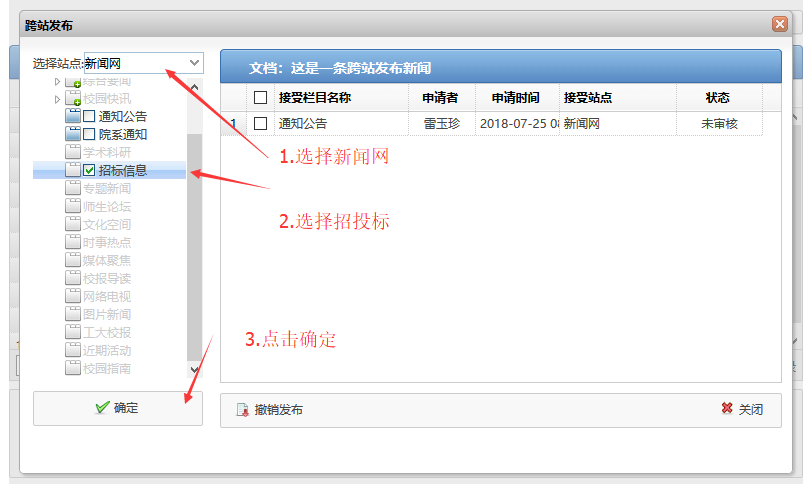 跨站发布
选择站点:新闻网
综合要闻
校园快讯
通知公告
院系通知
学术科研
招标信息
专题新闻
师生论坛
文化空间
时事热点
媒体聚焦
校报导读
网络电视
图片新闻
工大校报
近期活动
校园指南
确定
文档：这是一条跨站发布新闻
接受栏目名称 申请者 申请时间 接受站点 状态
1 通知公告 雷玉珍 2018-07-25 08 新闻网 未审核
1.选择新闻网
2.选择招投标
3.点击确定
撤销发布 关闭